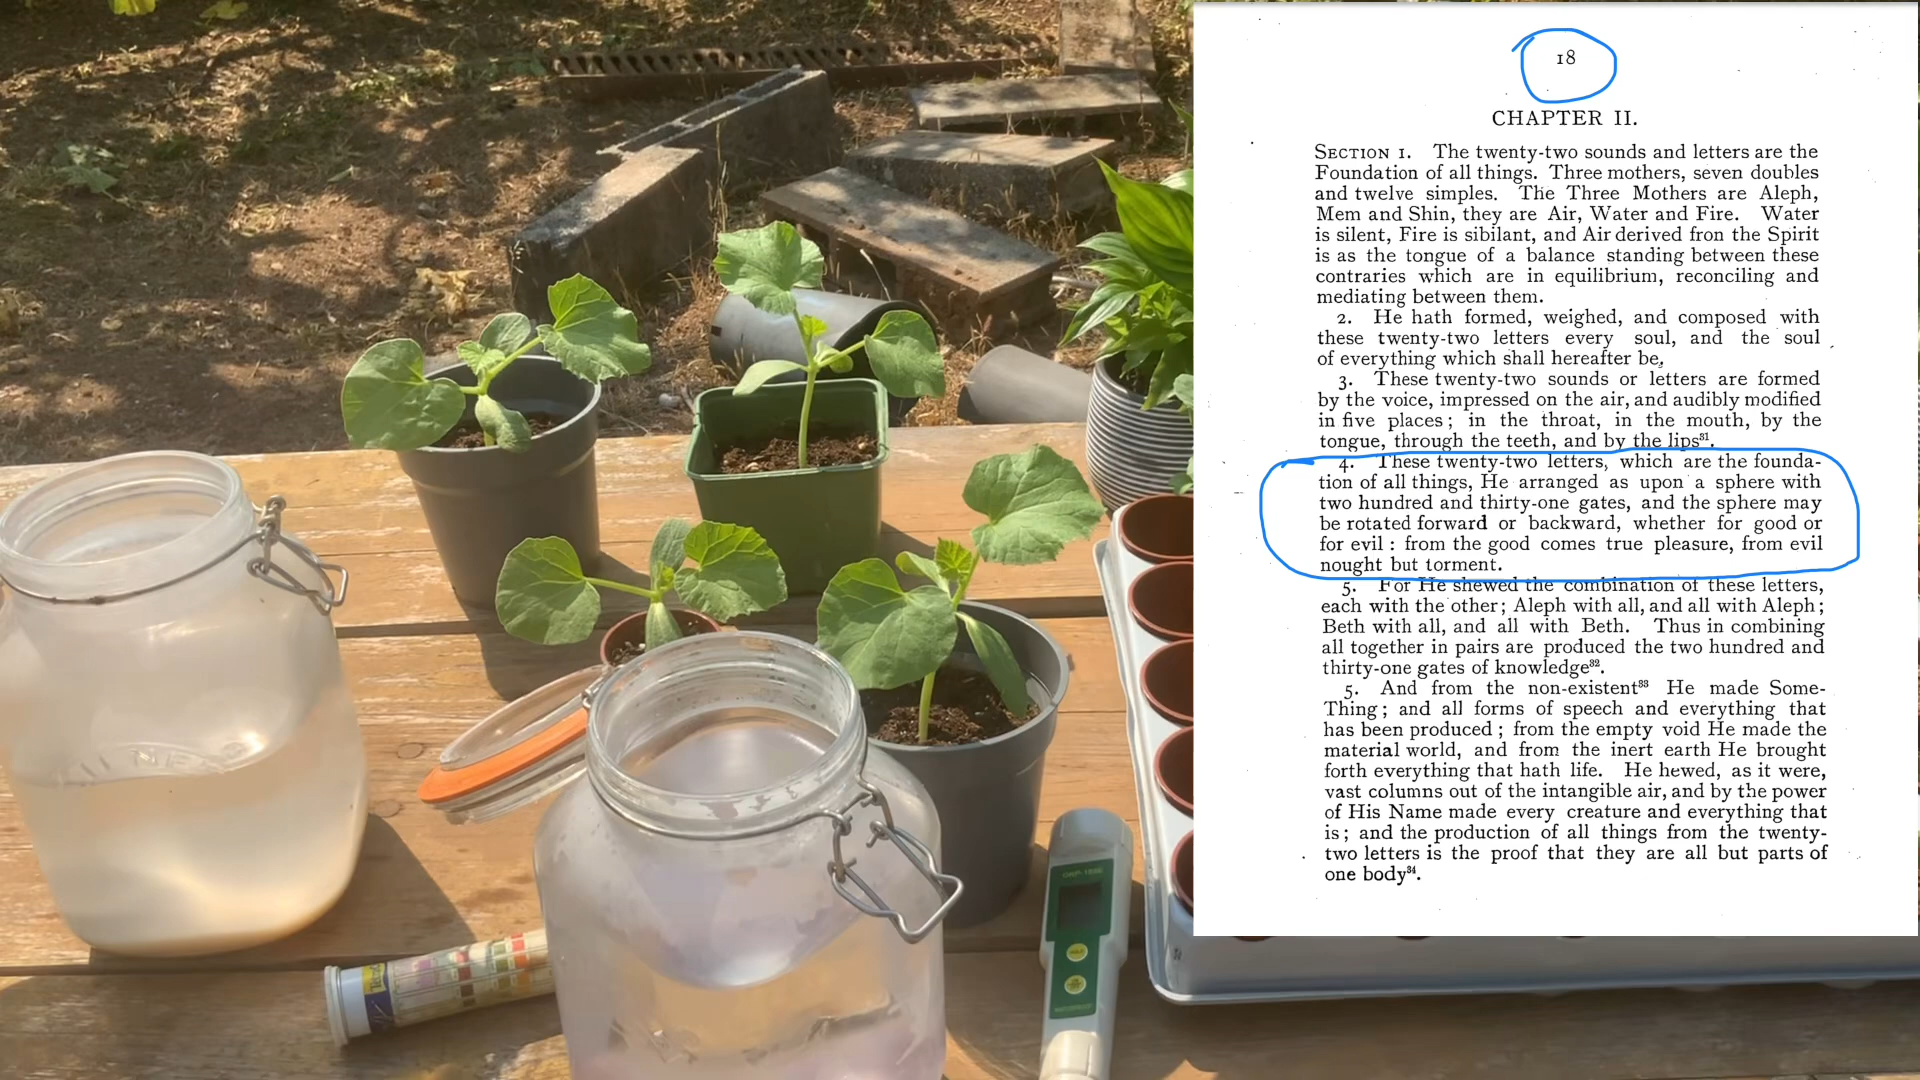 18
CHAPTER II.
SECTION 1. The twenty-two sounds and letters are the
Foundation of all things. Three mothers, seven doubles
and twelve simples. The Three Mothers are Aleph,
Mem and Shin, they are Air, Water and Fire. Water
is silent, Fire is sibilant, and Air derived fron the Spirit
is as the tongue of a balance standing between these
contraries which are in equilibrium, reconciling and
mediating between them.
2. He hath formed, weighed, and composed with
these twenty-two letters every soul, and the soul
of everything which shall hereafter be.
3. These twenty-two sounds or letters are formed
by the voice, impressed on the air, and audibly modified
in five places; in the throat, in the mouth, by the
tongue, through the teeth, and by the lips³¹.
4. These twenty-two letters, which are the founda-
tion of all things, He arranged as upon a sphere with
two hundred and thirty-one gates, and the sphere may
be rotated forward or backward, whether for good or
for evil: from the good comes true pleasure, from evil
nought but torment.
5. For He shewed the combination of these letters,
each with the other; Aleph with all, and all with Aleph;
Beth with all, and all with Beth. Thus in combining
all together in pairs are produced the two hundred and
thirty-one gates of knowledge³².
5. And from the non-existent³³ He made Some-
Thing; and all forms of speech and everything that
has been produced; from the empty void He made the
material world, and from the inert earth He brought
forth everything that hath life. He hewed, as it were,
vast columns out of the intangible air, and by the power
of His Name made every creature and everything that
is; and the production of all things from the twenty-
two letters is the proof that they are all but parts of
one body³⁴.